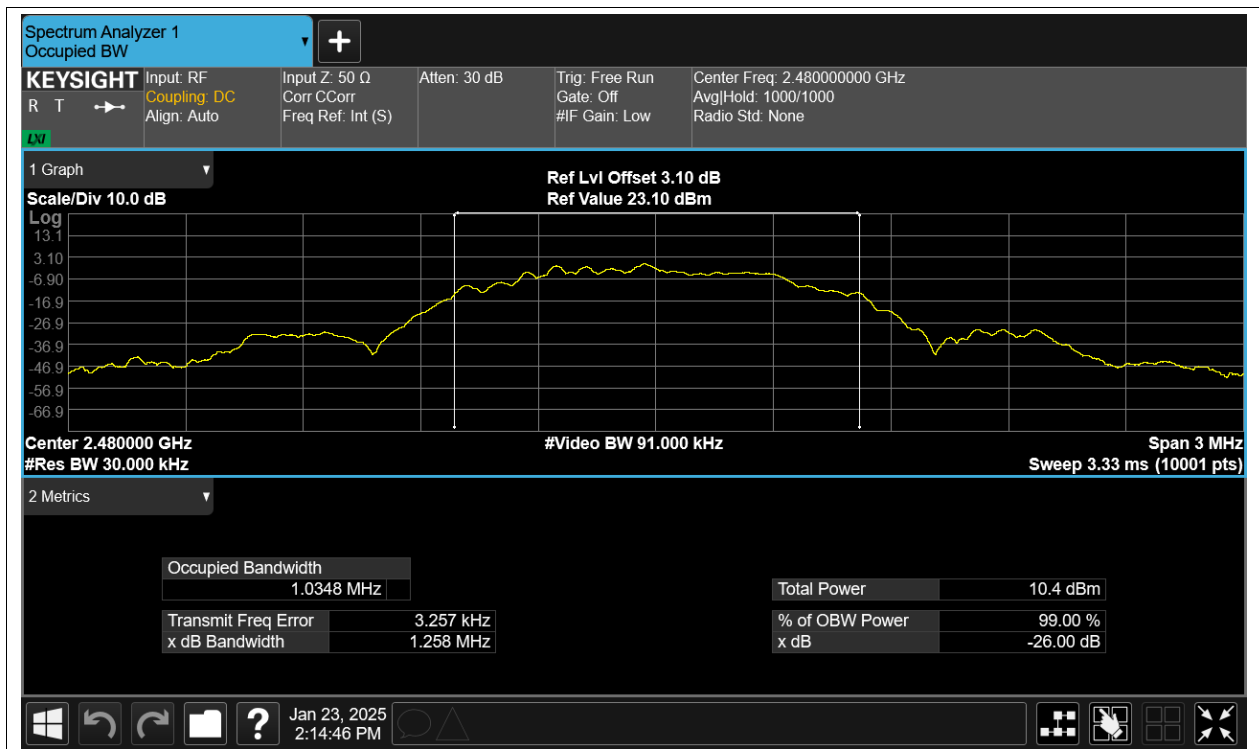 Spectrum Analyzer 1
Occupied BW
KEYSIGHT
R T
LXI
Input: RF
Coupling: DC
Align: Auto
Input Z: 50 Ω
Corr CCorr
Freq Ref: Int (S)
Atten: 30 dB
Trig: Free Run
Gate: Off
#IF Gain: Low
Center Freq: 2.480000000 GHz
Avg|Hold: 1000/1000
Radio Std: None
1 Graph
Scale/Div 10.0 dB
Ref Lvl Offset 3.10 dB
Ref Value 23.10 dBm
Log
13.1
3.10
-6.90
-16.9
-26.9
-36.9
-46.9
-56.9
-66.9
Center 2.480000 GHz
#Res BW 30.000 kHz
#Video BW 91.000 kHz
Span 3 MHz
Sweep 3.33 ms (10001 pts)
2 Metrics
Occupied Bandwidth
1.0348 MHz
Transmit Freq Error 3.257 kHz
x dB Bandwidth 1.258 MHz
Total Power 10.4 dBm
% of OBW Power 99.00 %
x dB -26.00 dB
?
Jan 23, 2025
2:14:46 PM